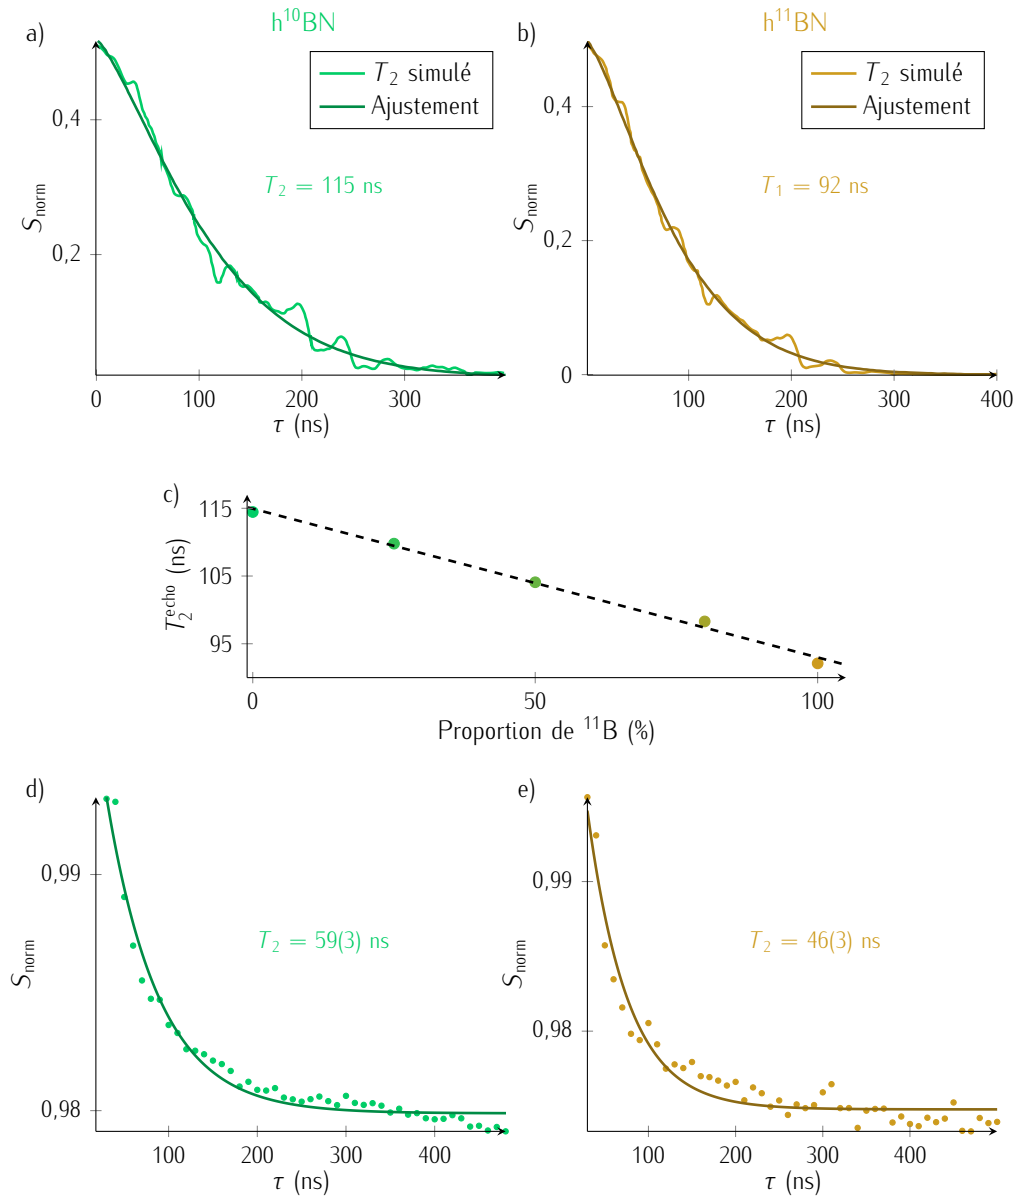 a)
h¹⁰BN
T₂ simulé
Ajustement
T₂ = 115 ns
S_norm
0,4
0,2
0
100
200
300
τ (ns)
b)
h¹¹BN
T₂ simulé
Ajustement
T₁ = 92 ns
S_norm
0,4
0,2
0
100
200
300
400
τ (ns)
c)
T₂ᵉᶜʰᵒ (ns)
115
105
95
0
50
100
Proportion de ¹¹B (%)
d)
T₂ = 59(3) ns
S_norm
0,99
0,98
100
200
300
400
τ (ns)
e)
T₂ = 46(3) ns
S_norm
0,99
0,98
100
200
300
400
τ (ns)